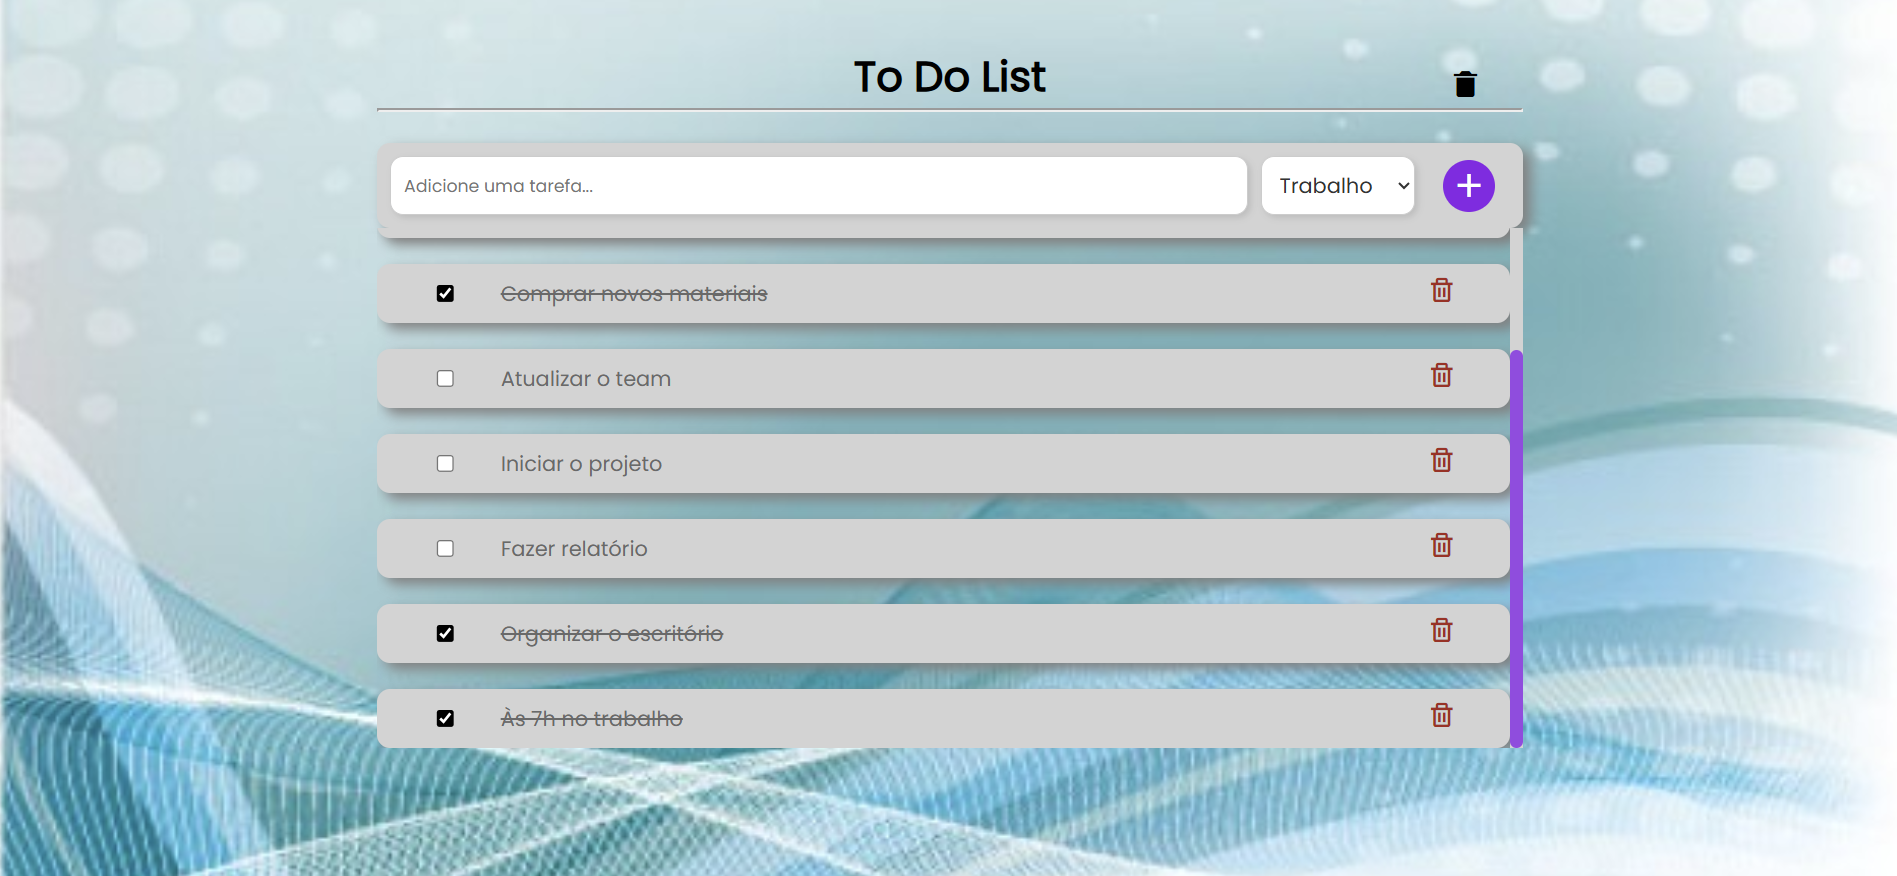 To Do List
Adicione uma tarefa...
Trabalho
Comprar novos materiais
Atualizar o team
Iniciar o projeto
Fazer relatório
Organizar o escritório
Às 7h no trabalho